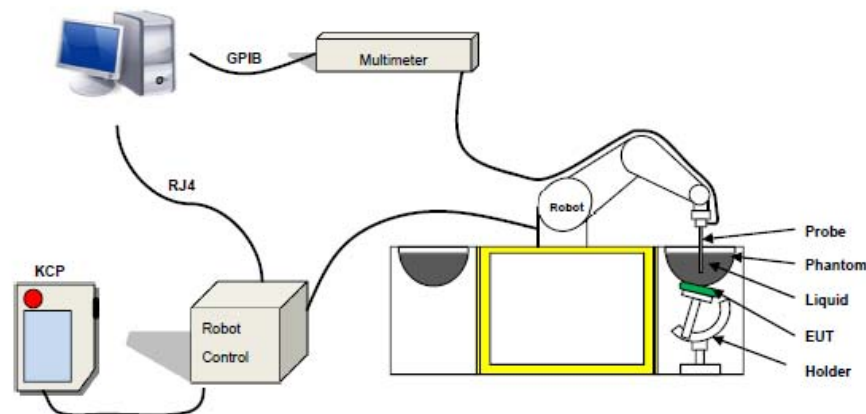 GPIB
Multimeter
RJ4
Robot
KCP
Robot
Control
Probe
Phantom
Liquid
EUT
Holder